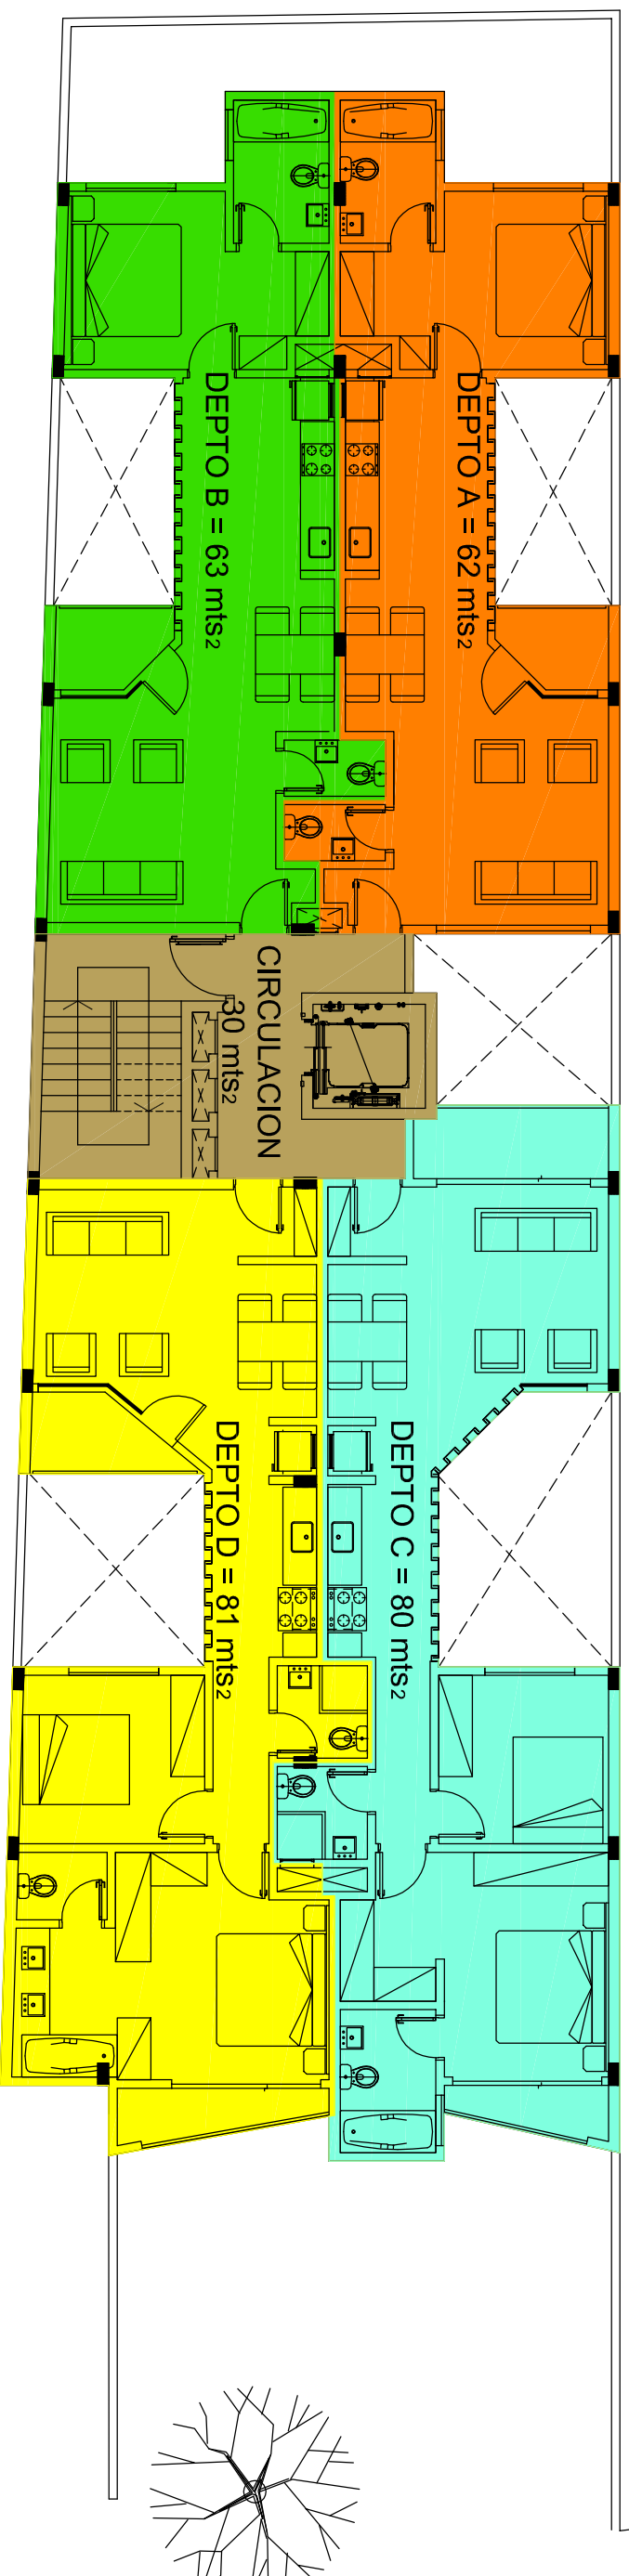 DEPTO B = 63 mts2
DEPTO A = 62 mts2
CIRCULACION
30 mts2
DEPTO D = 81 mts2
DEPTO C = 80 mts2